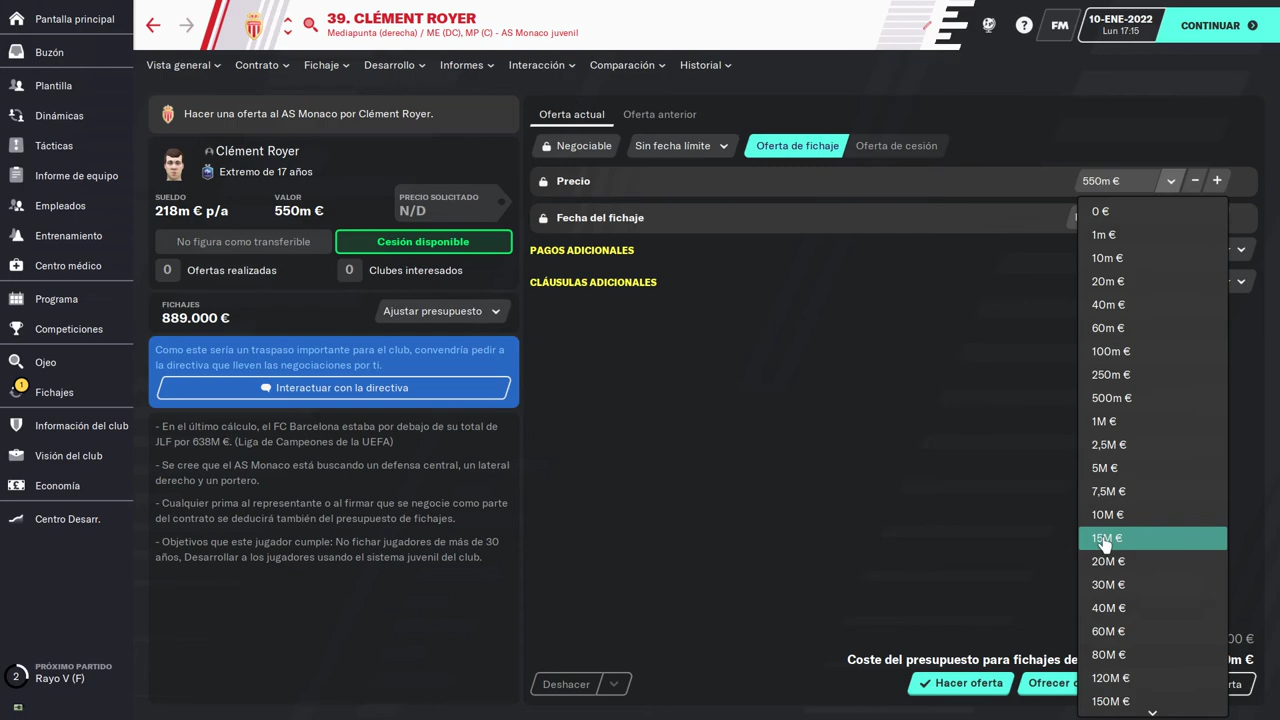 Pantalla principal
Buzón
Plantilla
Dinámicas
Tácticas
Informe de equipo
Empleados
Entrenamiento
Centro médico
Programa
Competiciones
Ojeo
1
Fichajes
Información del club
Visión del club
Economía
Centro Desarr.
2
PRÓXIMO PARTIDO
Rayo V (F)
39. CLÉMENT ROYER
Mediapunta (derecha) / ME (DC), MP (C) - AS Monaco juvenil
FM
10-ENE-2022
Lun 17:15
CONTINUAR
Vista general
Contrato
Fichaje
Desarrollo
Informes
Interacción
Comparación
Historial
Hacer una oferta al AS Monaco por Clément Royer.
Clément Royer
Extremo de 17 años
SUELDO
218m € p/a
VALOR
550m €
PRECIO SOLICITADO
N/D
No figura como transferible
Cesión disponible
0 Ofertas realizadas
0 Clubes interesados
FICHAJES
889.000 €
Ajustar presupuesto
Como este sería un traspaso importante para el club, convendría pedir a
la directiva que lleven las negociaciones por ti.
Interactuar con la directiva
- En el último cálculo, el FC Barcelona estaba por debajo de su total de
JLF por 638M €. (Liga de Campeones de la UEFA)
- Se cree que el AS Monaco está buscando un defensa central, un lateral
derecho y un portero.
- Cualquier prima al representante o al firmar que se negocie como parte
del contrato se deducirá también del presupuesto de fichajes.
- Objetivos que este jugador cumple: No fichar jugadores de más de 30
años, Desarrollar a los jugadores usando el sistema juvenil del club.
Oferta actual
Oferta anterior
Negociable
Sin fecha límite
Oferta de fichaje
Oferta de cesión
Precio
550m €
- +
Fecha del fichaje
PAGOS ADICIONALES
CLÁUSULAS ADICIONALES
0 €
1m €
10m €
20m €
40m €
60m €
100m €
250m €
500m €
1M €
2,5M €
5M €
7,5M €
10M €
15M €
20M €
30M €
40M €
60M €
80M €
120M €
150M €
00 €
Coste del presupuesto para fichajes de
m €
Deshacer
Hacer oferta
Ofrecer
rta